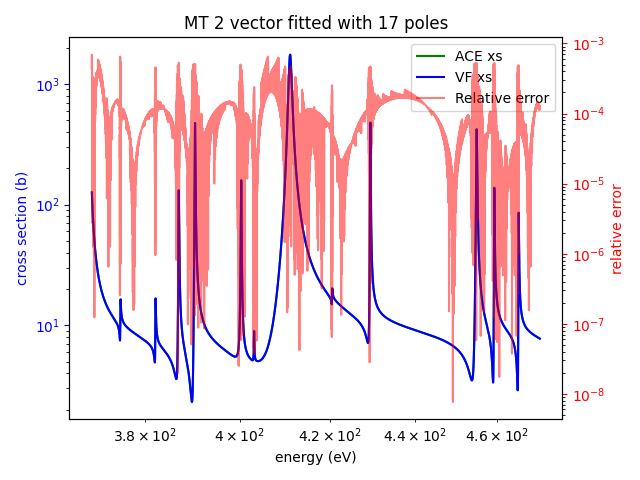 MT 2 vector fitted with 17 poles
ACE xs
VF xs
Relative error
cross section (b)
10³
10²
10¹
relative error
10⁻³
10⁻⁴
10⁻⁵
10⁻⁶
10⁻⁷
10⁻⁸
3.8 × 10² 4 × 10² 4.2 × 10² 4.4 × 10² 4.6 × 10²
energy (eV)